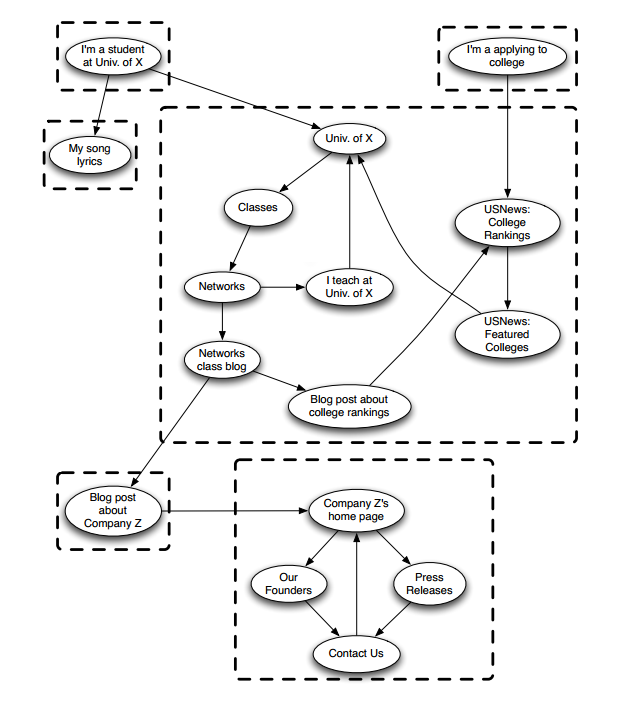 I'm a student
at Univ. of X
I'm a applying to
college
My song
lyrics
Univ. of X
Classes
USNews:
College
Rankings
Networks
I teach at
Univ. of X
USNews:
Featured
Colleges
Networks
class blog
Blog post about
college rankings
Blog post
about
Company Z
Company Z's
home page
Our
Founders
Press
Releases
Contact Us